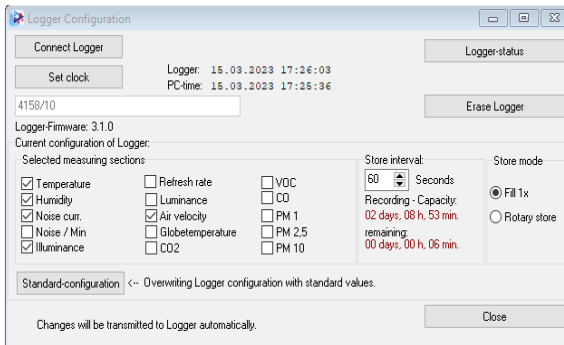 Logger Configuration
Connect Logger
Logger-status
Set clock
Logger: 15.03.2023 17:26:03
PC-time: 15.03.2023 17:25:36
4158/10
Erase Logger
Logger-Firmware: 3.1.0
Current configuration of Logger:
Selected measuring sections
Temperature
Humidity
Noise curr.
Noise / Min
Illuminance
Refresh rate
Luminance
Air velocity
Globetemperature
CO2
VOC
CO
PM 1
PM 2,5
PM 10
Store interval:
60 Seconds
Recording - Capacity:
02 days, 08 h, 53 min.
remaining:
00 days, 00 h, 06 min.
Store mode
Fill 1x
Rotary store
Standard-configuration <-- Overwriting Logger configuration with standard values.
Changes will be transmitted to Logger automatically.
Close